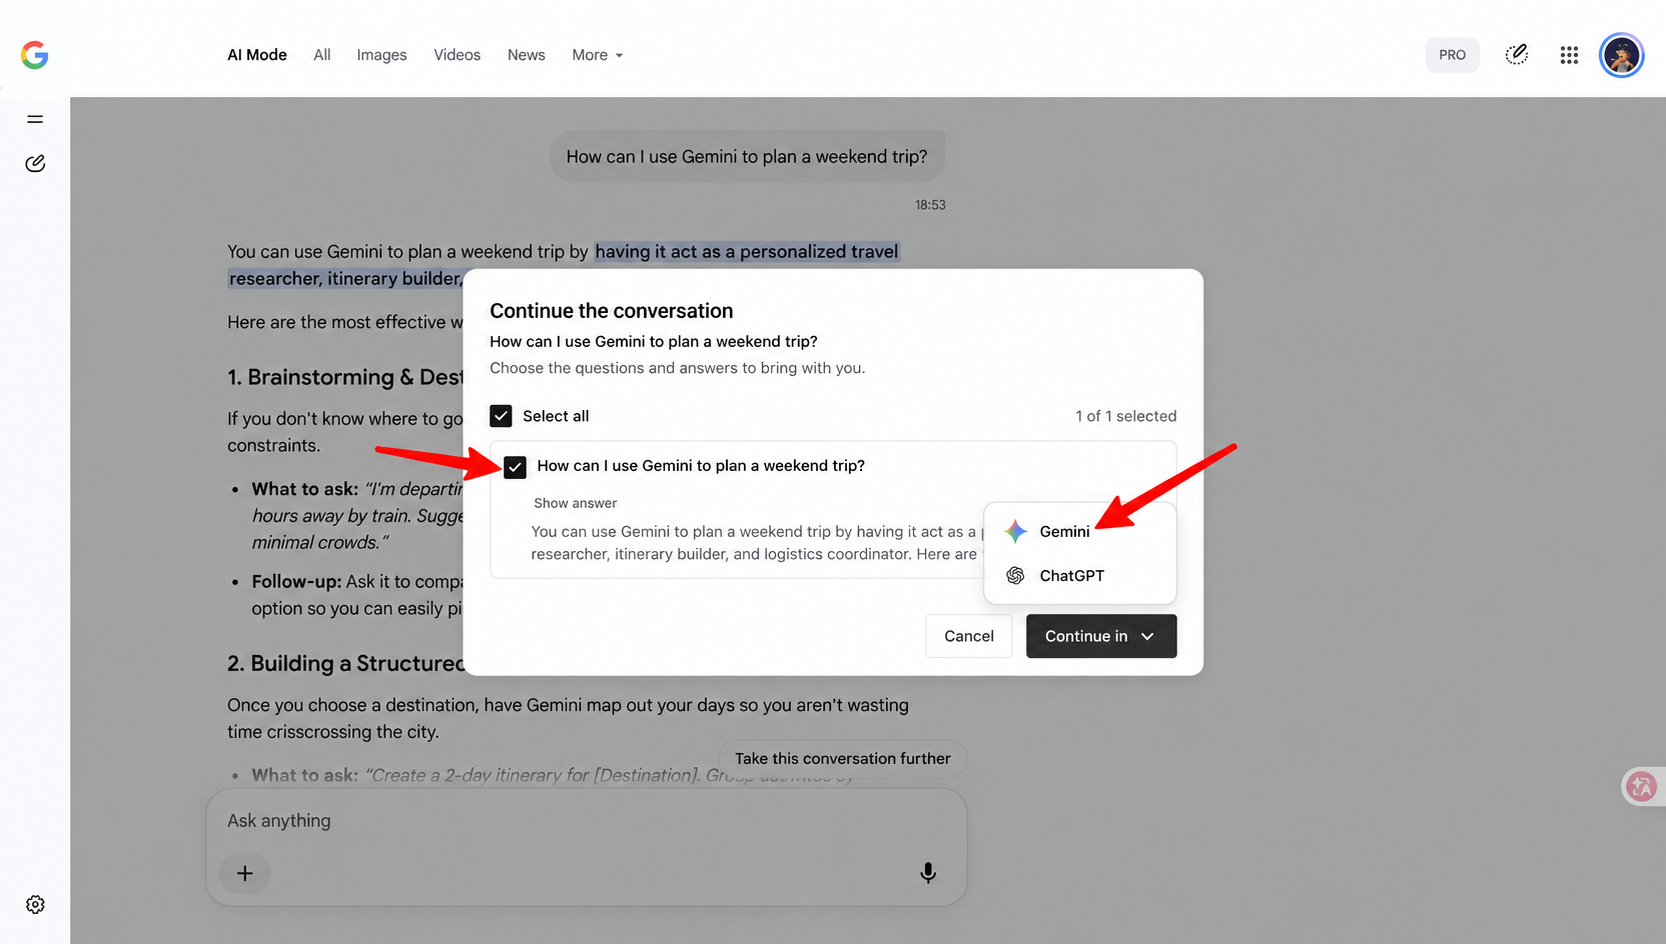 AI Mode All Images Videos News More
PRO
How can I use Gemini to plan a weekend trip?
18:53
You can use Gemini to plan a weekend trip by having it act as a personalized travel
researcher, itinerary builder,
Here are the most effective w
1. Brainstorming & Dest
If you don't know where to go
constraints.
• What to ask: “I'm departin
hours away by train. Sugge
minimal crowds.“
• Follow-up: Ask it to compa
option so you can easily pi
2. Building a Structured
Once you choose a destination, have Gemini map out your days so you aren't wasting
time crisscrossing the city.
• What to ask: “Create a 2-day itinerary for [Destination]. Group activities by
Take this conversation further
Ask anything
Continue the conversation
How can I use Gemini to plan a weekend trip?
Choose the questions and answers to bring with you.
Select all
1 of 1 selected
How can I use Gemini to plan a weekend trip?
Show answer
You can use Gemini to plan a weekend trip by having it act as a p
researcher, itinerary builder, and logistics coordinator. Here are
Gemini
ChatGPT
Cancel
Continue in